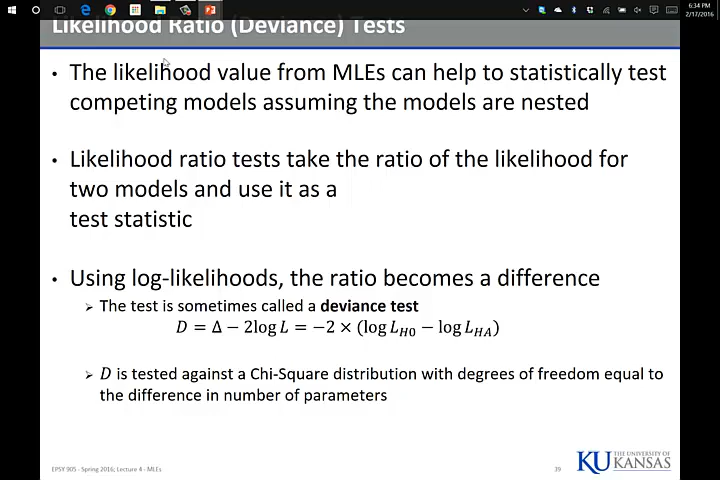 6:34 PM
2/17/2016
Likelihood Ratio (Deviance) Tests
• The likelihood value from MLEs can help to statistically test
competing models assuming the models are nested
• Likelihood ratio tests take the ratio of the likelihood for
two models and use it as a
test statistic
• Using log-likelihoods, the ratio becomes a difference
➢ The test is sometimes called a deviance test
D = Δ − 2log L = −2 × (log L_{H0} − log L_{HA})
➢ D is tested against a Chi-Square distribution with degrees of freedom equal to
the difference in number of parameters
EPSY 905 - Spring 2016; Lecture 4 - MLEs
39
KU THE UNIVERSITY OF
KANSAS